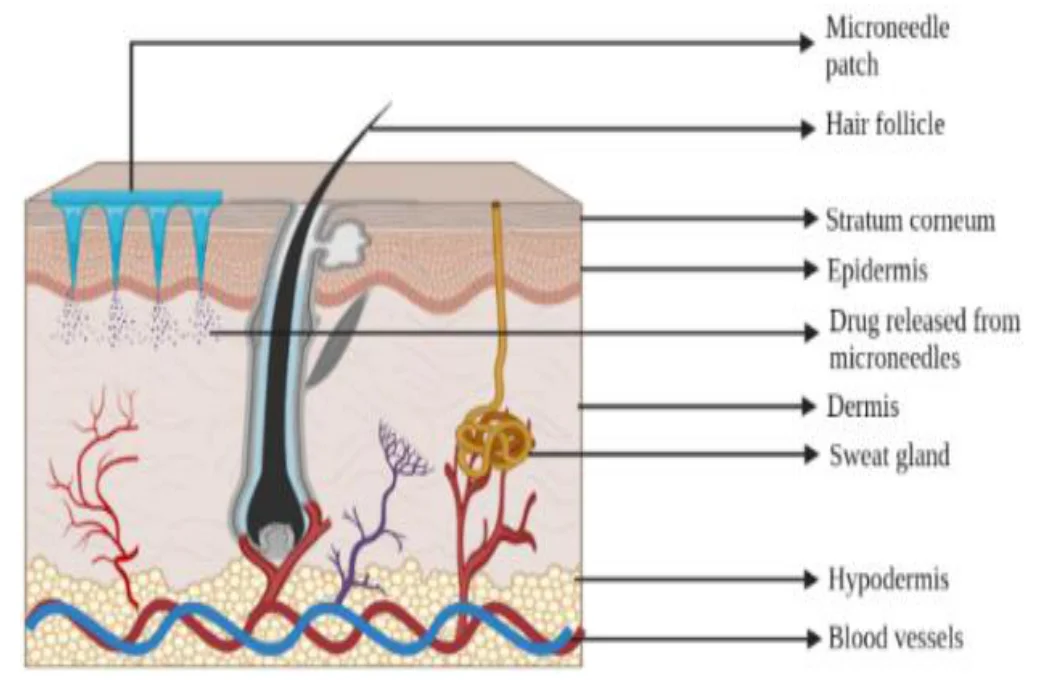 Microneedle
patch
Hair follicle
Stratum corneum
Epidermis
Drug released from
microneedles
Dermis
Sweat gland
Hypodermis
Blood vessels